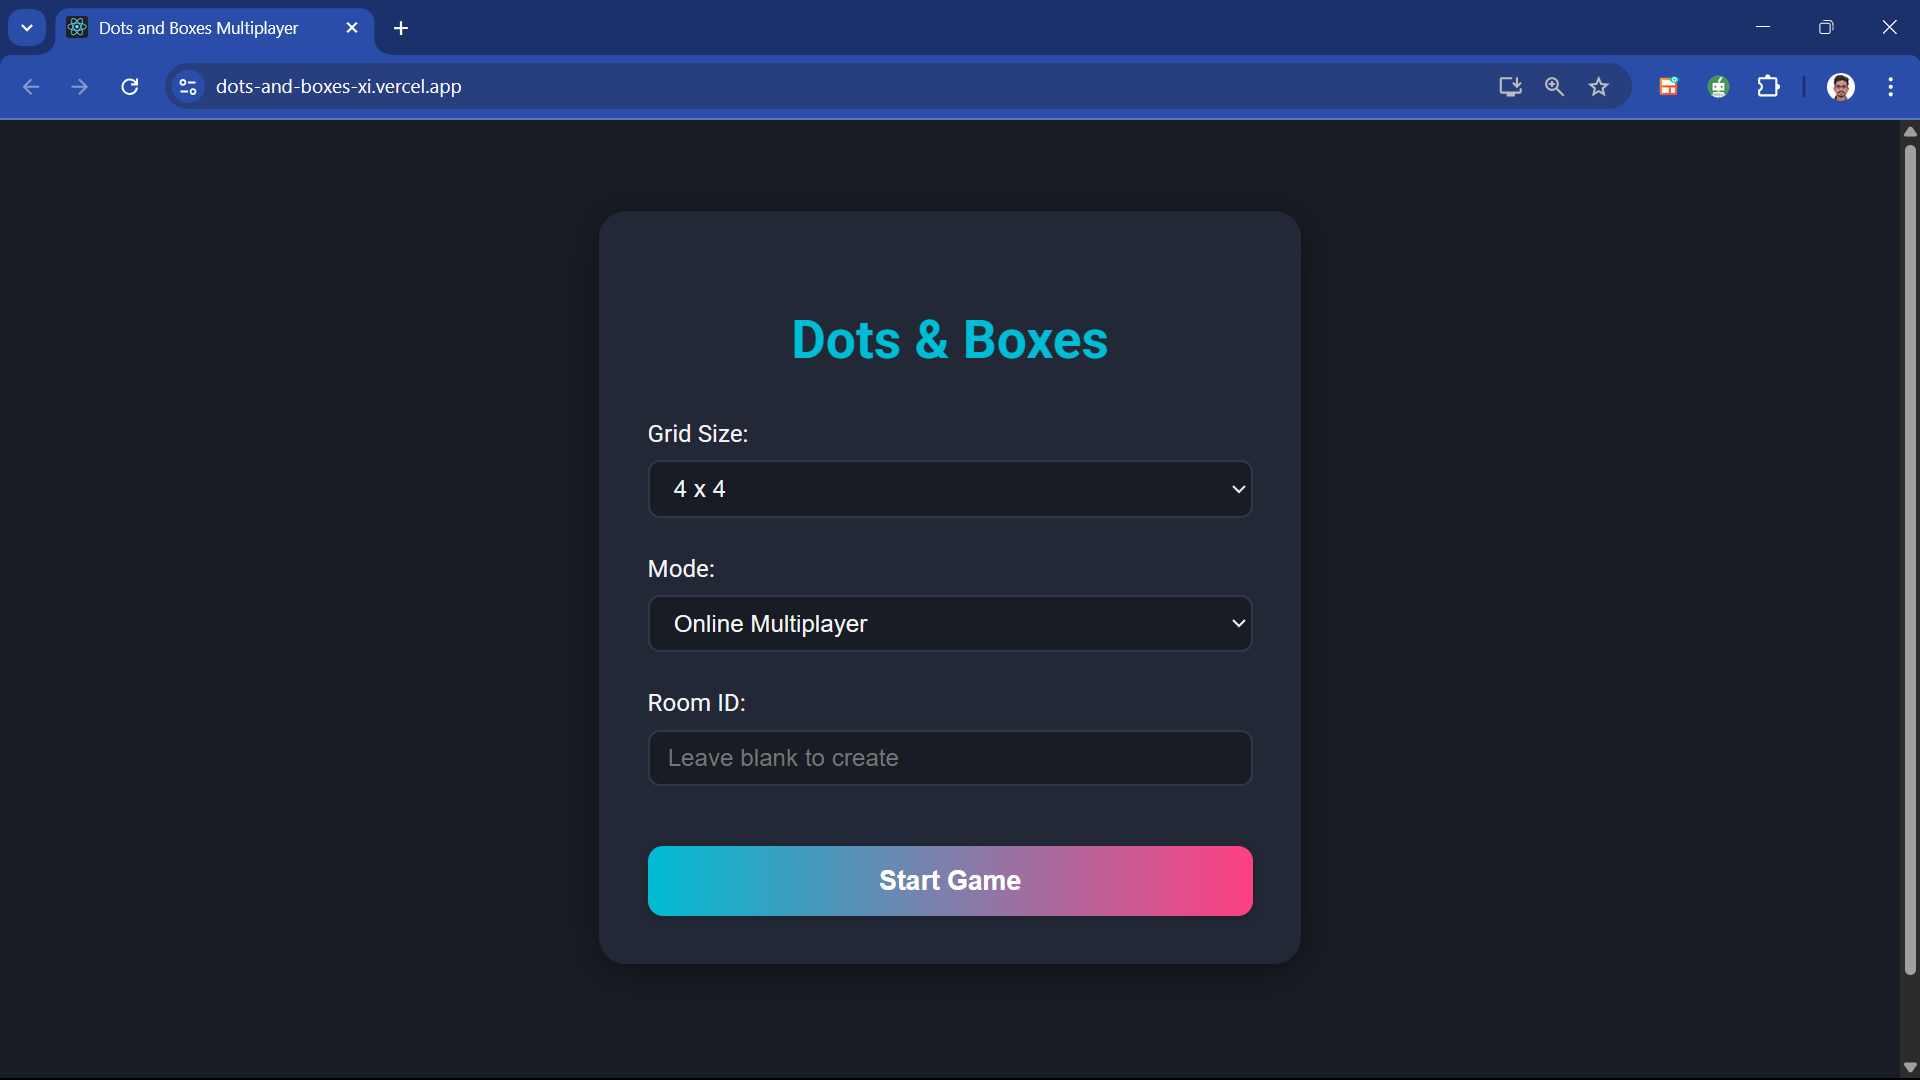 Dots and Boxes Multiplayer
dots-and-boxes-xi.vercel.app
Dots & Boxes
Grid Size:
4 x 4
Mode:
Online Multiplayer
Room ID:
Leave blank to create
Start Game